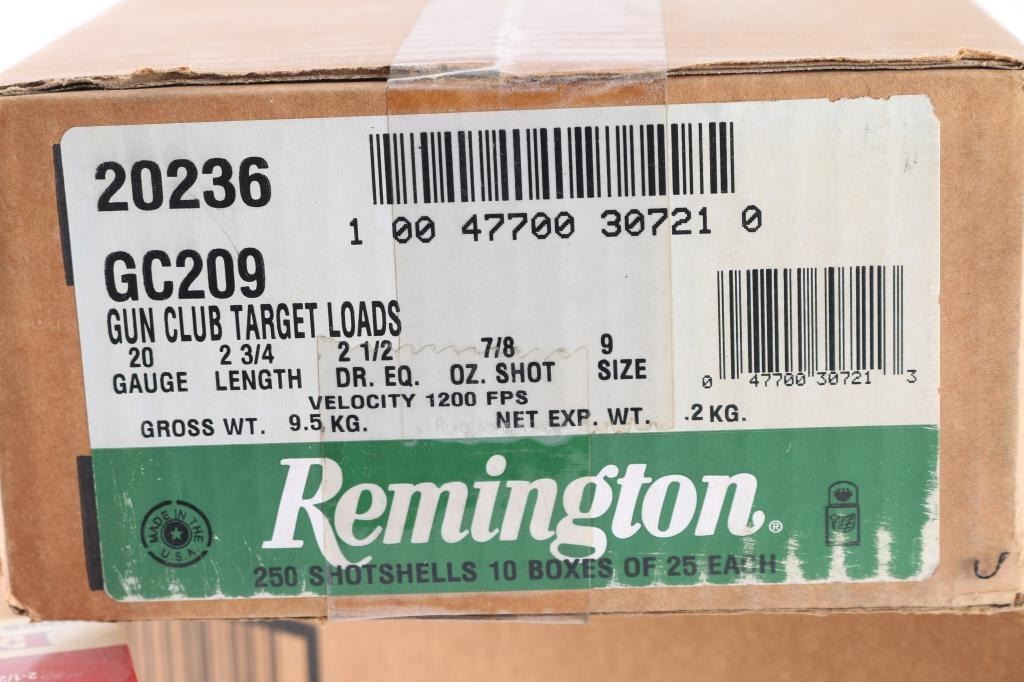 20236
1 00 47700 30721 0
GC209
GUN CLUB TARGET LOADS
20 2 3/4 2 1/2 7/8 9
GAUGE LENGTH DR. EQ. OZ. SHOT SIZE
0 47700 30721 3
VELOCITY 1200 FPS
GROSS WT. 9.5 KG. NET EXP. WT. .2 KG.
Remington®
MADE IN THE U.S.A.
250 SHOTSHELLS 10 BOXES OF 25 EACH